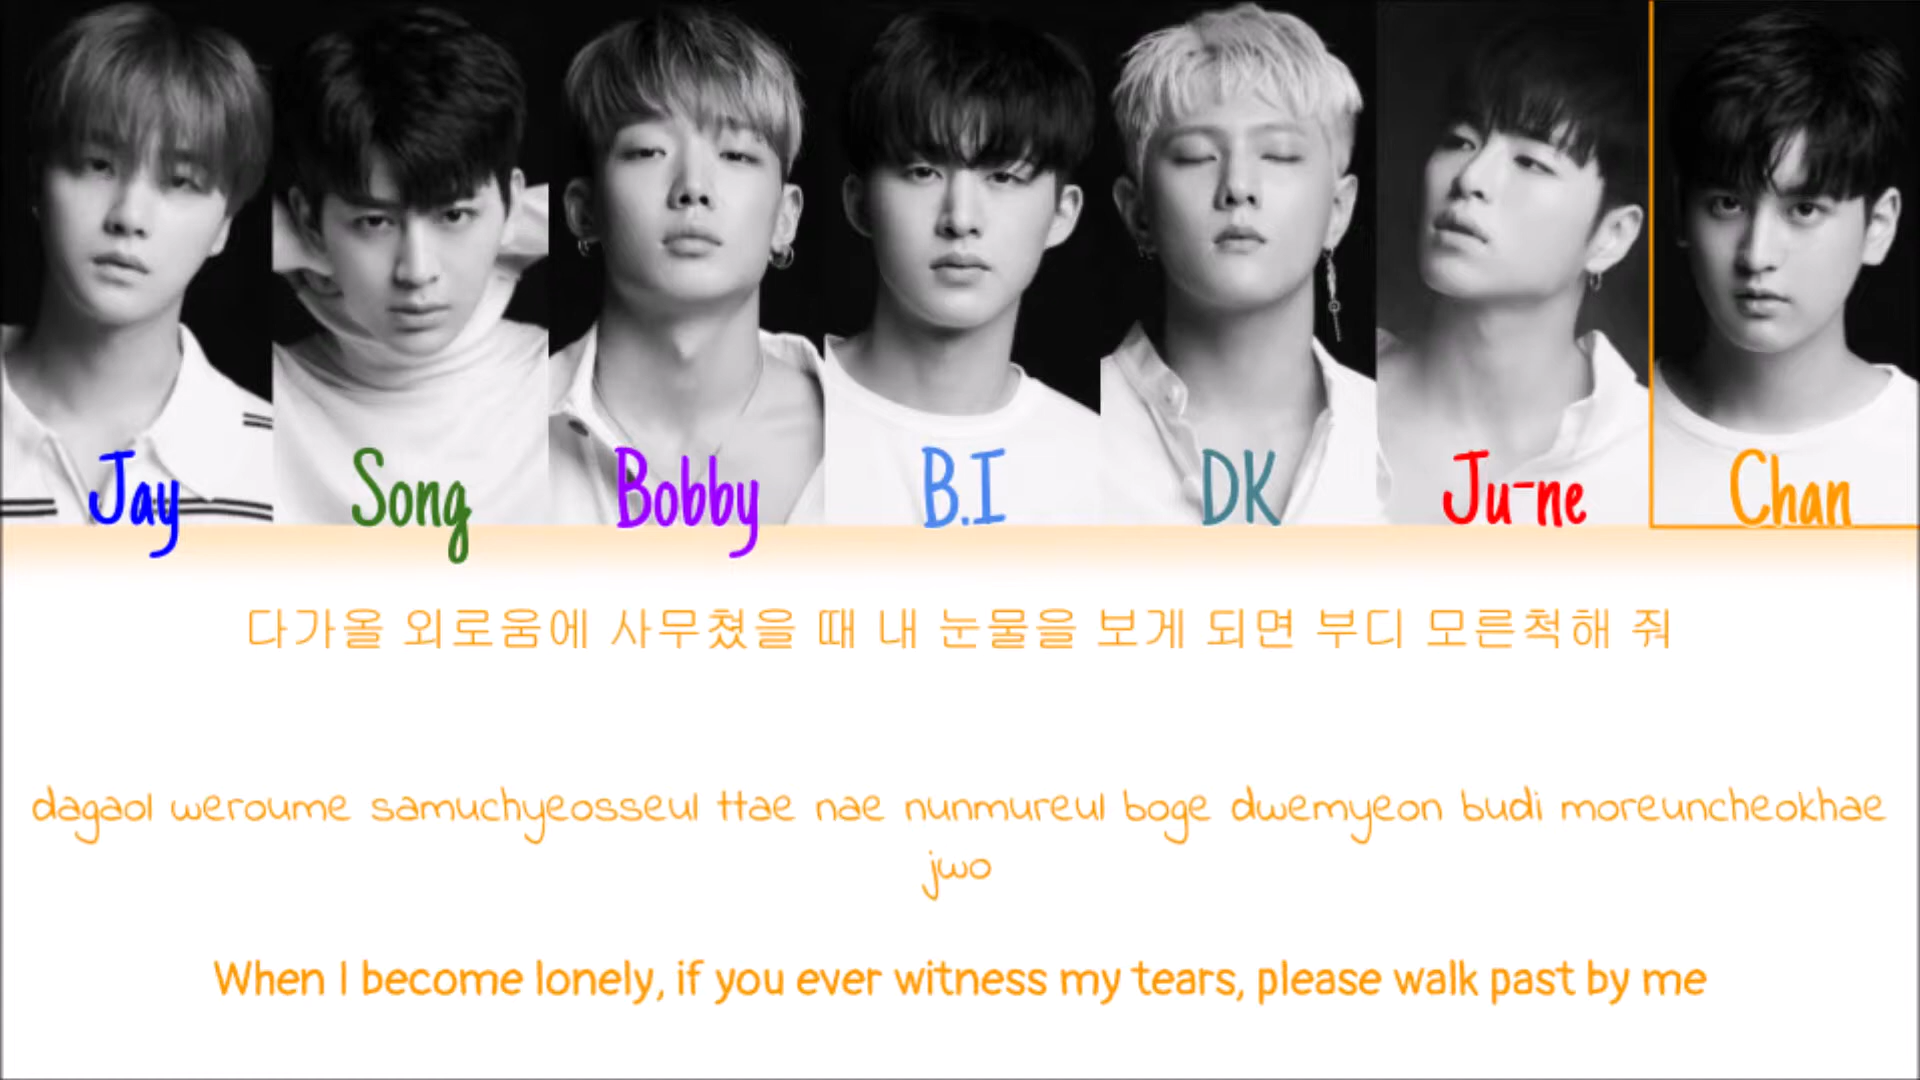 Jay Song Bobby B.I DK Ju-ne Chan
다가올 외로움에 사무쳤을 때 내 눈물을 보게 되면 부디 모른척해 줘
dagaol weroume samuchyeosseul ttae nae nunmureul boge dwemyeon budi moreuncheokhae
jwo
When I become lonely, if you ever witness my tears, please walk past by me